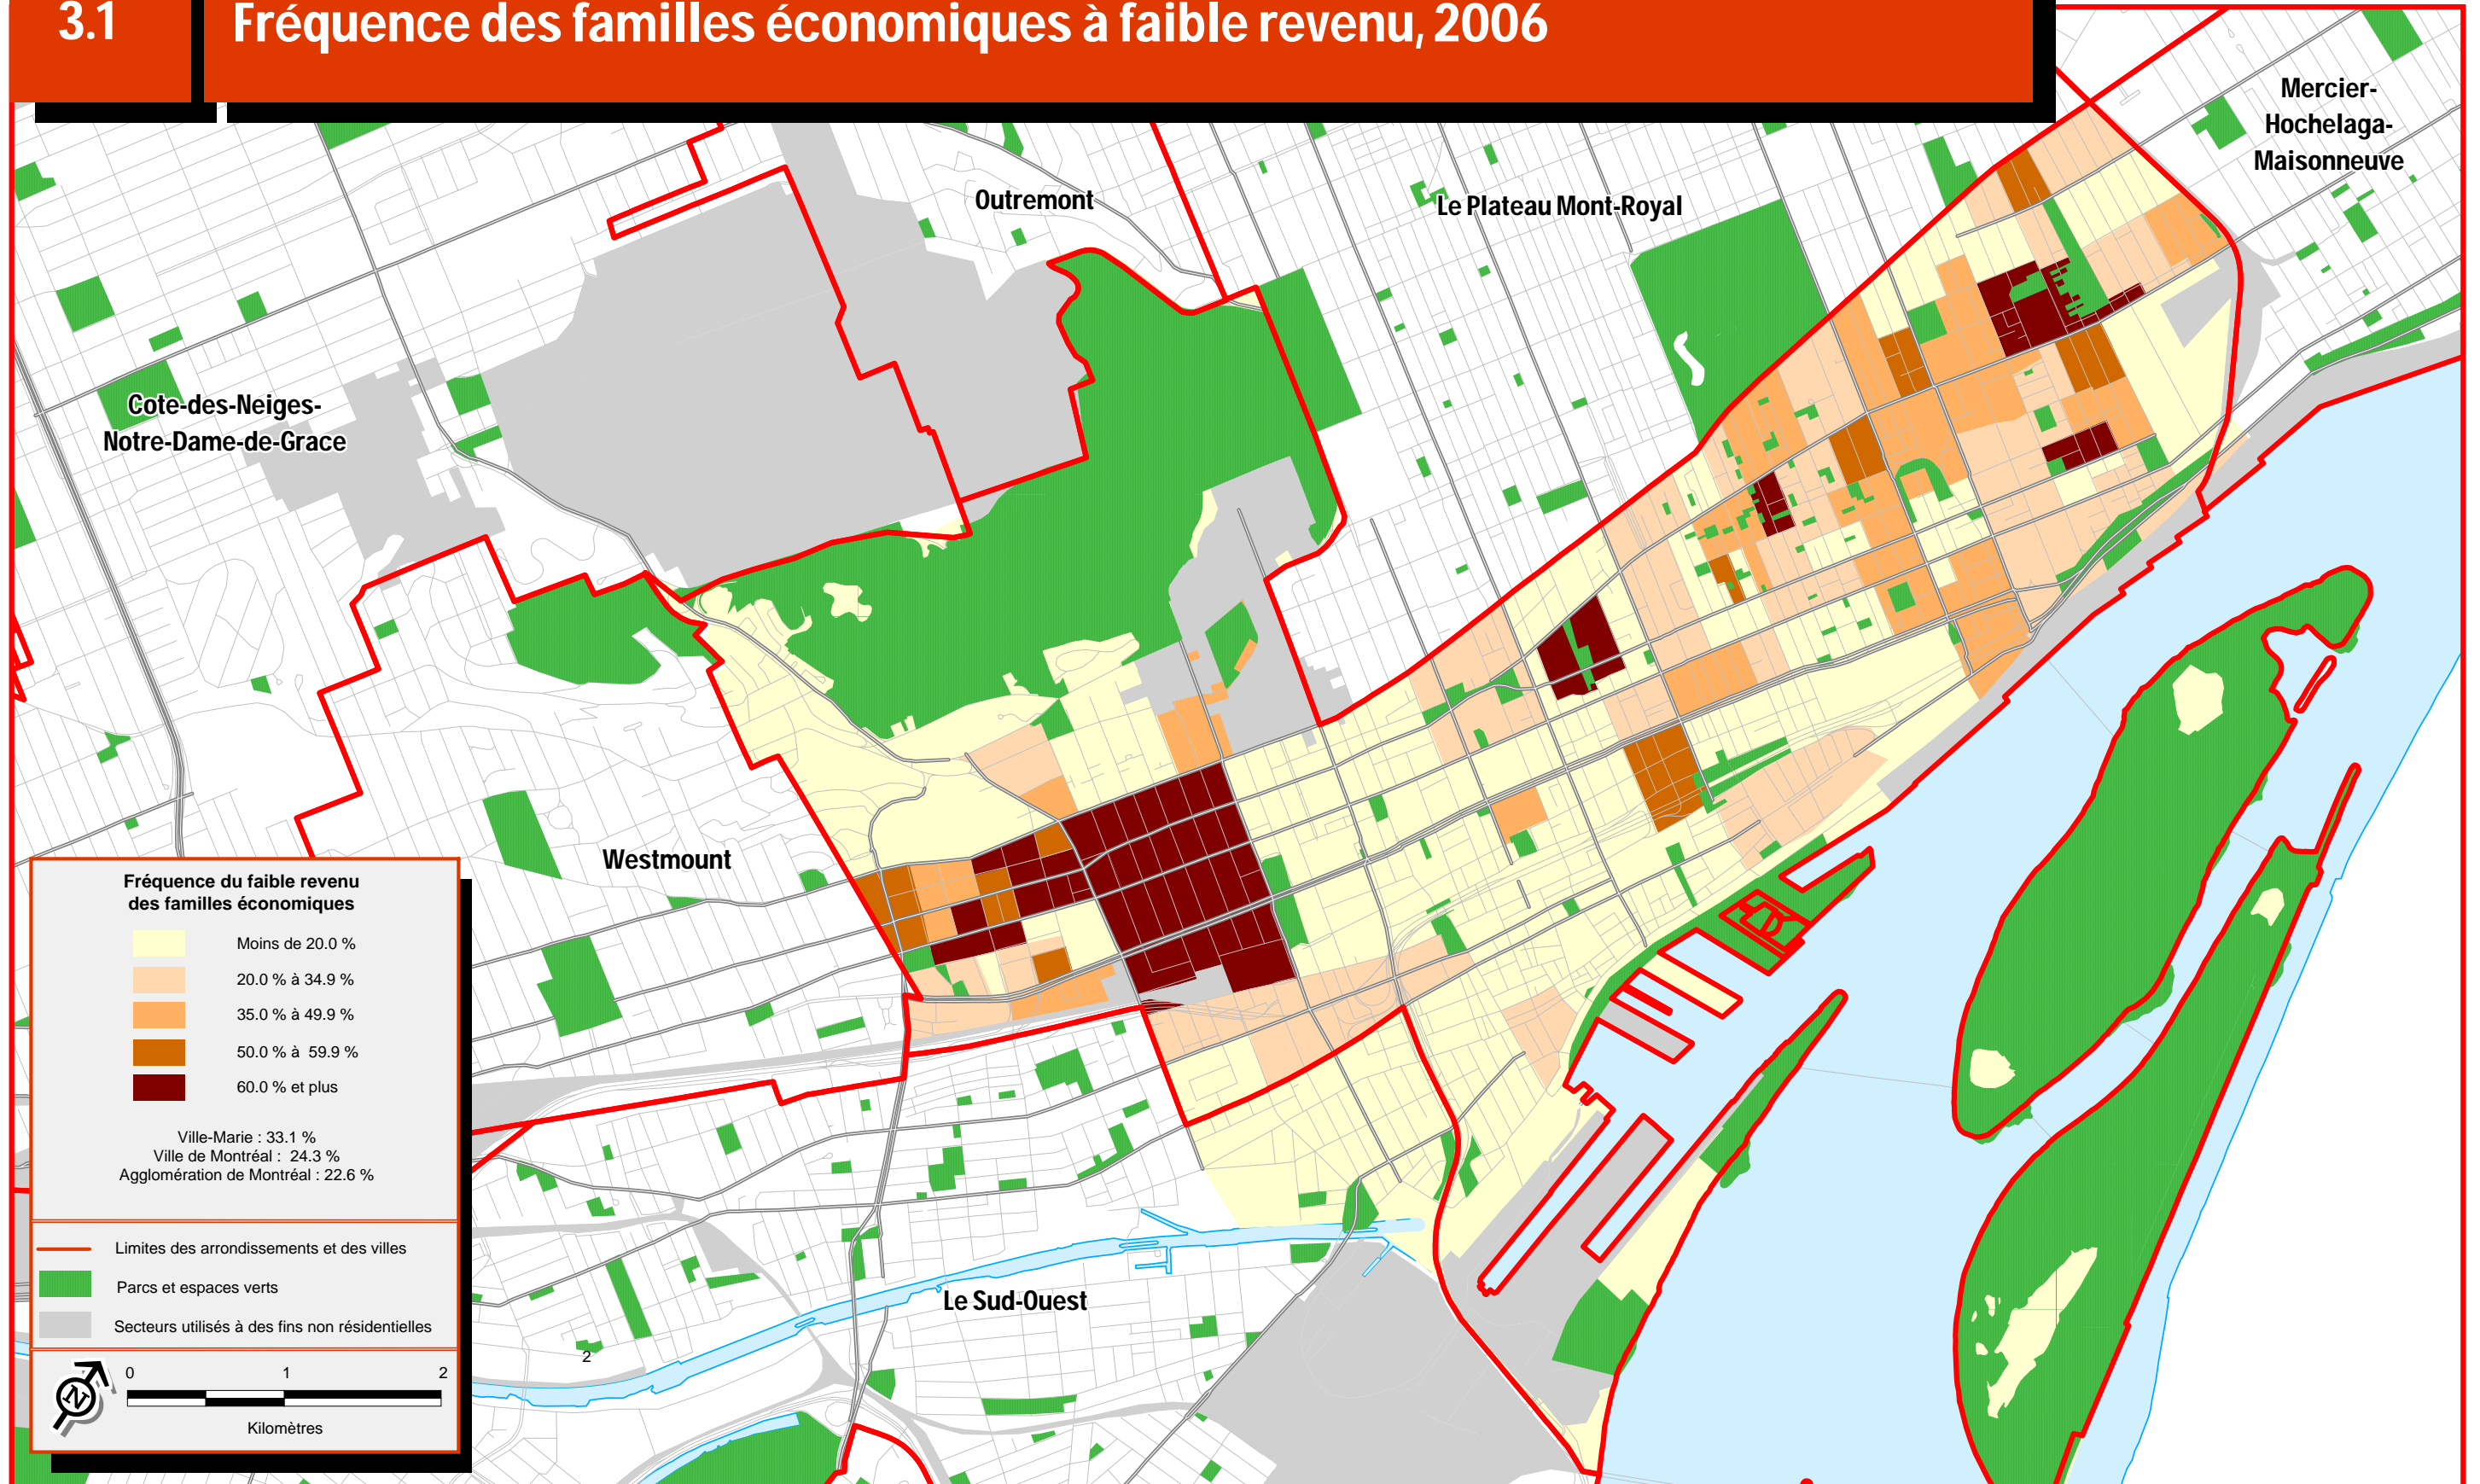 3.1
Fréquence des familles économiques à faible revenu, 2006
Mercier-
Hochelaga-
Maisonneuve
Outremont
Le Plateau Mont-Royal
Cote-des-Neiges-
Notre-Dame-de-Grace
Westmount
Le Sud-Ouest
Fréquence du faible revenu
des familles économiques
Moins de 20.0 %
20.0 % à 34.9 %
35.0 % à 49.9 %
50.0 % à 59.9 %
60.0 % et plus
Ville-Marie : 33.1 %
Ville de Montréal : 24.3 %
Agglomération de Montréal : 22.6 %
Limites des arrondissements et des villes
Parcs et espaces verts
Secteurs utilisés à des fins non résidentielles
N
0 1 2
Kilomètres
2